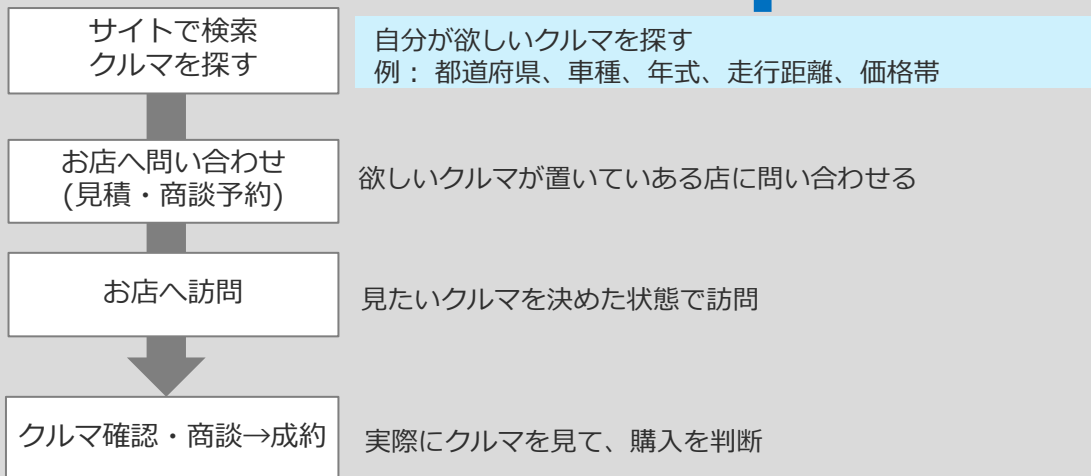 サイトで検索
クルマを探す
自分が欲しいクルマを探す
例： 都道府県、車種、年式、走行距離、価格帯
お店へ問い合わせ
(見積・商談予約)
欲しいクルマが置いていある店に問い合わせる
お店へ訪問
見たいクルマを決めた状態で訪問
クルマ確認・商談→成約
実際にクルマを見て、購入を判断